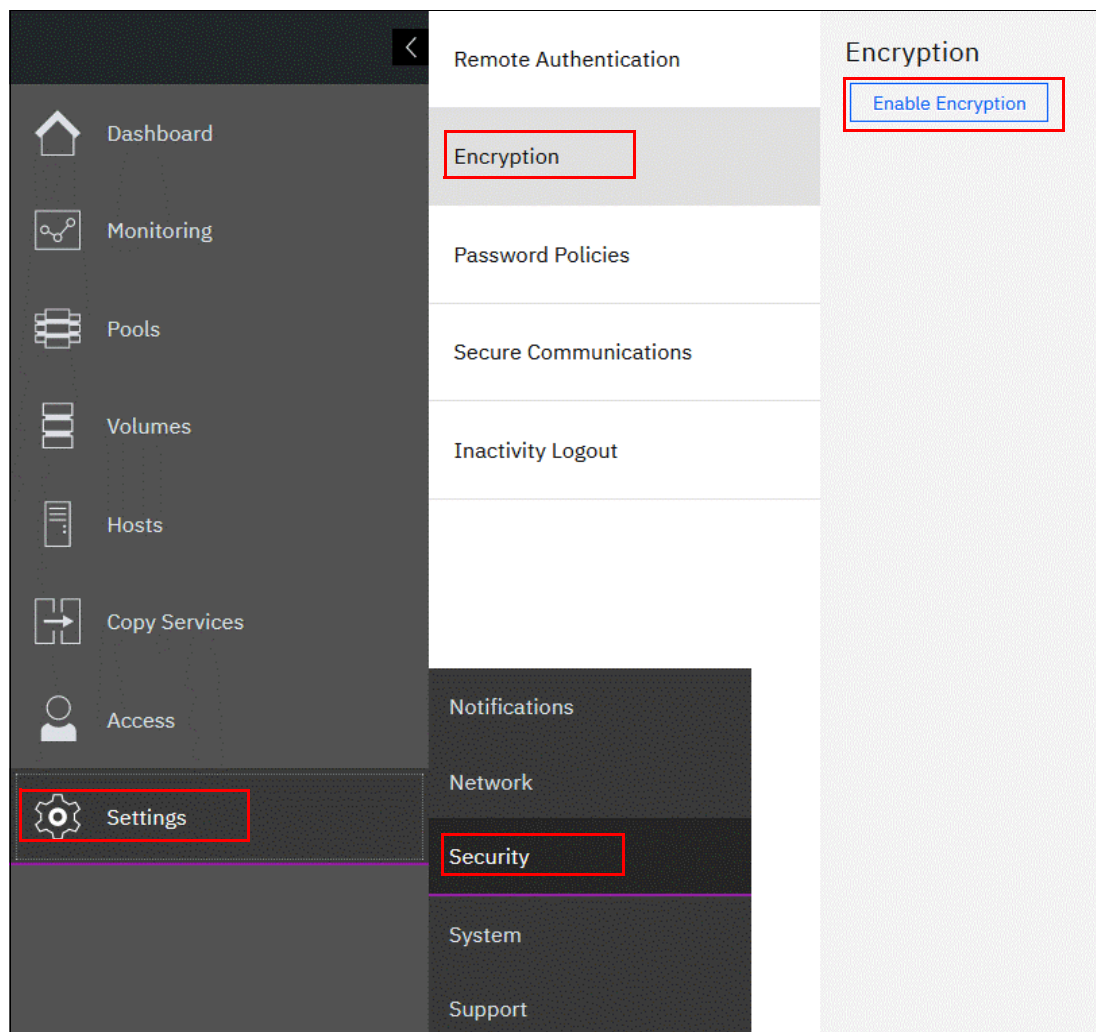 Dashboard
Monitoring
Pools
Volumes
Hosts
Copy Services
Access
Settings
Remote Authentication
Encryption
Password Policies
Secure Communications
Inactivity Logout
Notifications
Network
Security
System
Support
Encryption
Enable Encryption